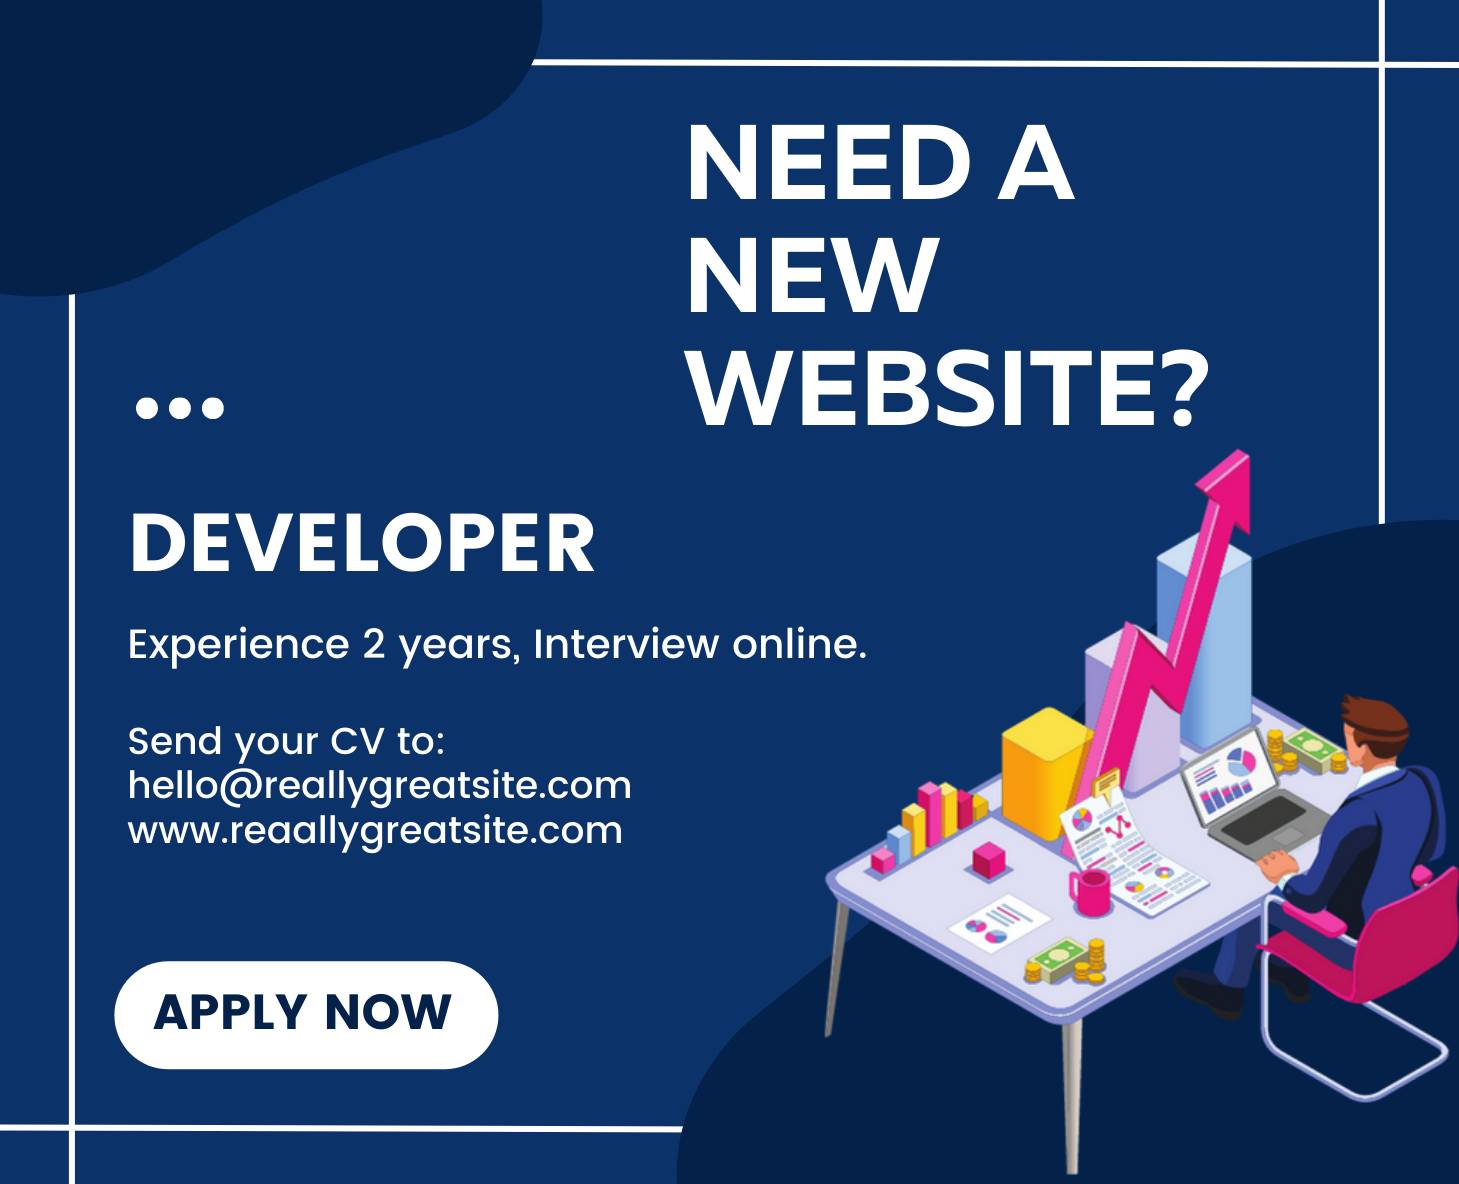 NEED A
NEW
WEBSITE?
DEVELOPER
Experience 2 years, Interview online.
Send your CV to:
hello@reallygreatsite.com
www.reaallygreatsite.com
APPLY NOW